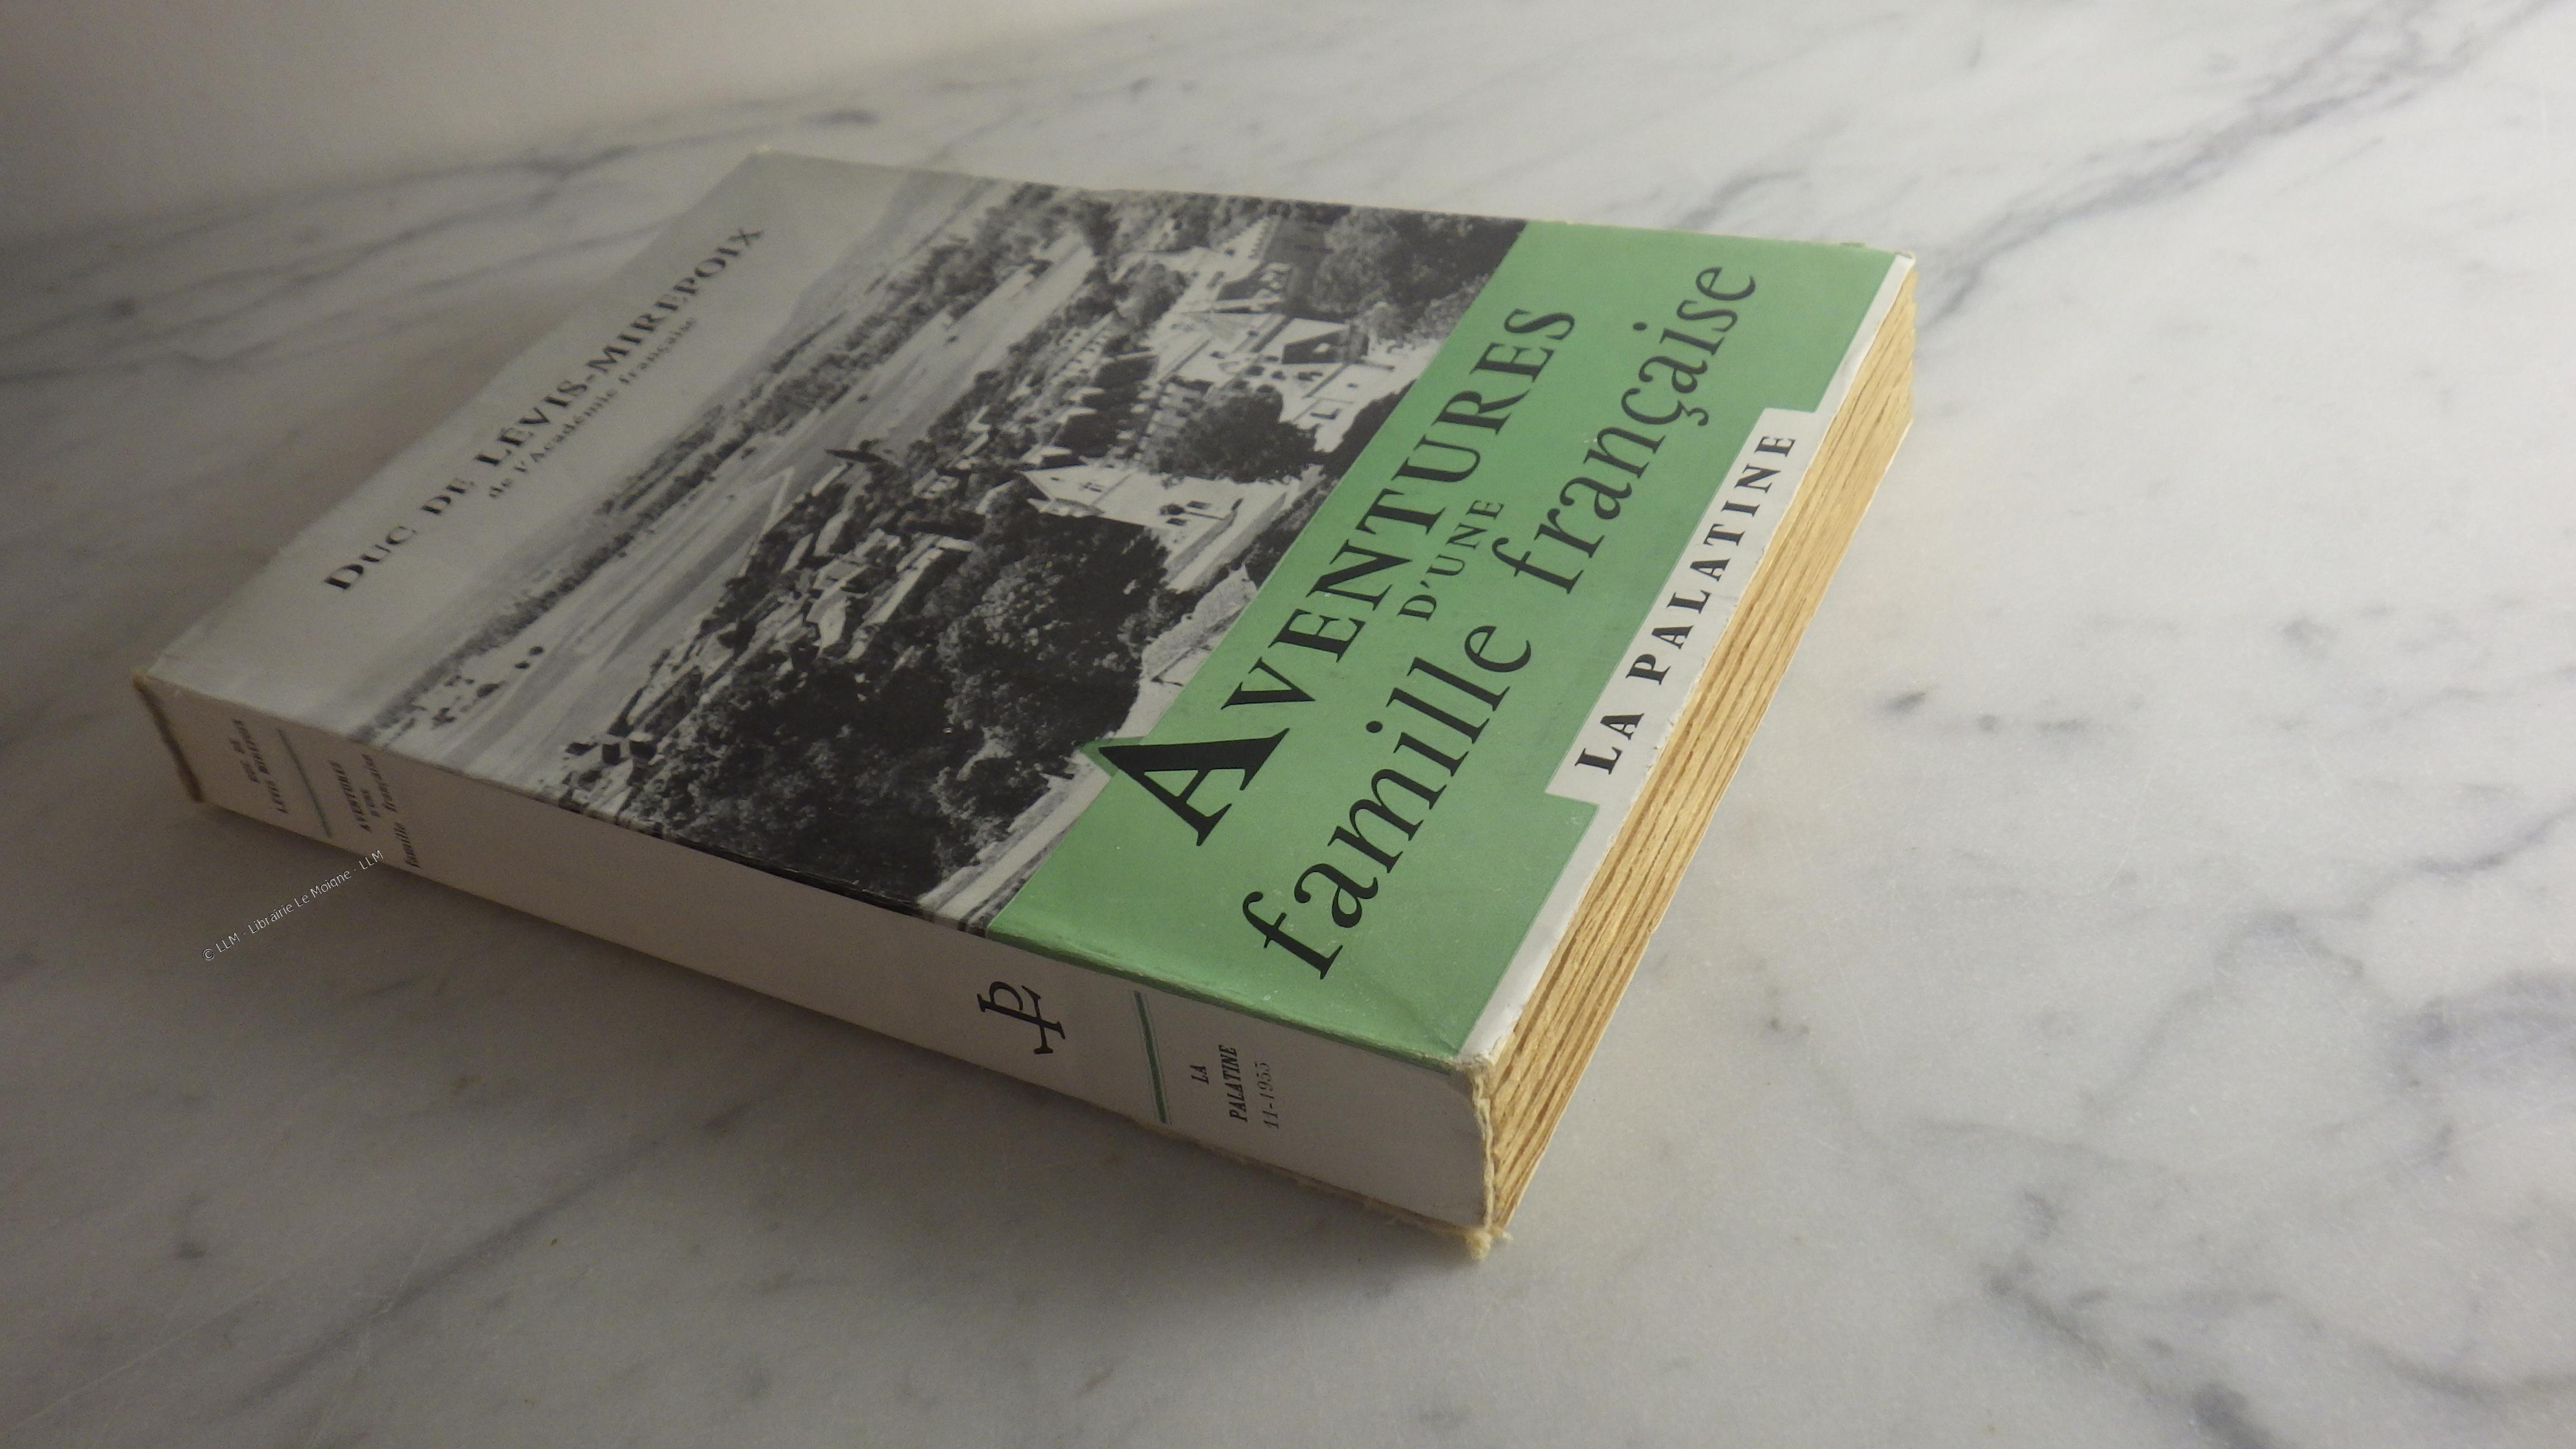 DUC DE LÉVIS-MIREPOIX
de l'Académie française
AVENTURES
D'UNE
famille française
LA PALATINE
DUC DE
LÉVIS-MIREPOIX
AVENTURES
D'UNE
famille française
LP
LA
PALATINE
11-1955
© LLM - Librairie Le Moigne - LLM